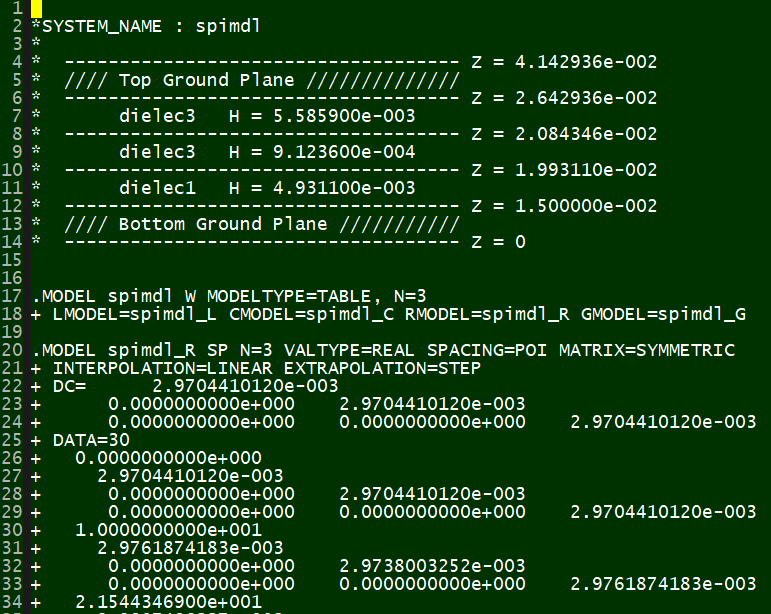 1
2 *SYSTEM_NAME : spimdl
3 *
4 *  ------------------------------------ Z = 4.142936e-002
5 *  //// Top Ground Plane //////////////
6 *  ------------------------------------ Z = 2.642936e-002
7 *       dielec3   H = 5.585900e-003
8 *  ------------------------------------ Z = 2.084346e-002
9 *       dielec3   H = 9.123600e-004
10 *  ------------------------------------ Z = 1.993110e-002
11 *       dielec1   H = 4.931100e-003
12 *  ------------------------------------ Z = 1.500000e-002
13 *  //// Bottom Ground Plane ///////////
14 *  ------------------------------------ Z = 0
15
16
17 .MODEL spimdl W MODELTYPE=TABLE, N=3
18 + LMODEL=spimdl_L CMODEL=spimdl_C RMODEL=spimdl_R GMODEL=spimdl_G
19
20 .MODEL spimdl_R SP N=3 VALTYPE=REAL SPACING=POI MATRIX=SYMMETRIC
21 + INTERPOLATION=LINEAR EXTRAPOLATION=STEP
22 + DC=      2.9704410120e-003
23 +      0.0000000000e+000    2.9704410120e-003
24 +      0.0000000000e+000    0.0000000000e+000    2.9704410120e-003
25 + DATA=30
26 +   0.0000000000e+000
27 +     2.9704410120e-003
28 +      0.0000000000e+000    2.9704410120e-003
29 +      0.0000000000e+000    0.0000000000e+000    2.9704410120e-003
30 +   1.0000000000e+001
31 +     2.9761874183e-003
32 +      0.0000000000e+000    2.9738003252e-003
33 +      0.0000000000e+000    0.0000000000e+000    2.9761874183e-003
34 +   2.1544346900e+001